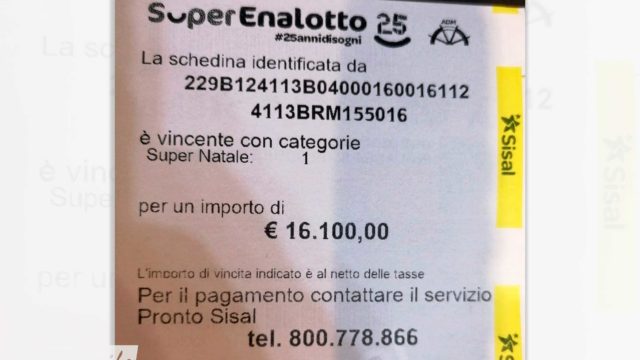 SuperEnalotto 25 ADM
#25annidisogni
La schedina identificata da
229B124113B04000160016112
4113BRM155016
è vincente con categorie
Super Natale: 1
per un importo di
€ 16.100,00
L'importo di vincita indicato è al netto delle tasse
Per il pagamento contattare il servizio
Pronto Sisal
tel. 800.778.866
Sisal